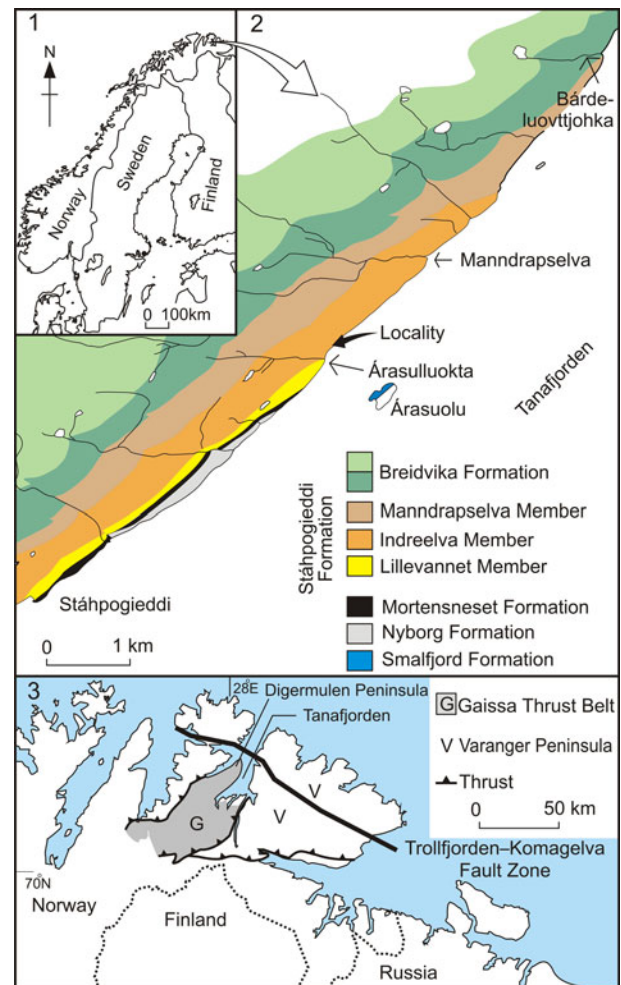 1
N
Norway
Sweden
Finland
0 100km
2
Bárde-
luovttjohka
Manndrapselva
Locality
Árasulluokta
Árasuolu
Tanafjorden
Stáhpogieddi
Formation
Breidvika Formation
Manndrapselva Member
Indreelva Member
Lillevannet Member
Mortensneset Formation
Nyborg Formation
Smalfjord Formation
Stáhpogieddi
0 1 km
3
28°E
Digermulen Peninsula
Tanafjorden
G Gaissa Thrust Belt
V Varanger Peninsula
Thrust
0 50 km
V
V
G
Trollfjorden–Komagelva
Fault Zone
70°N
Norway
Finland
Russia